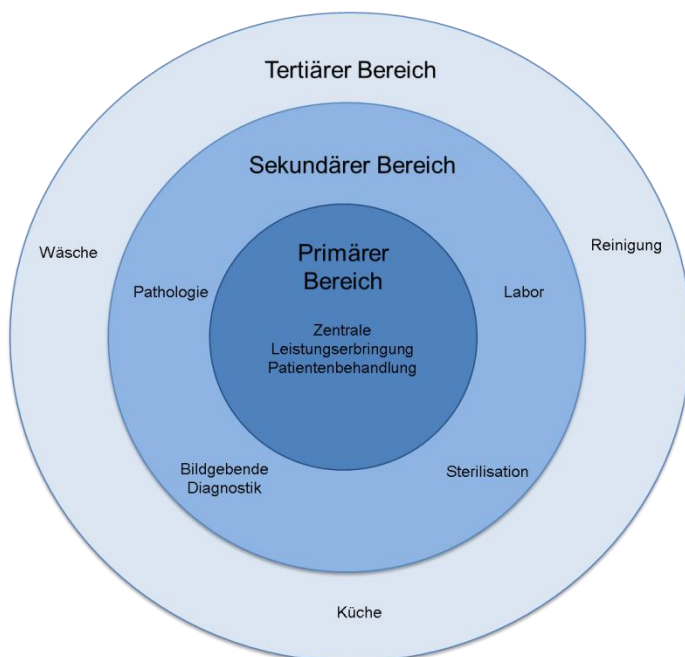 Tertiärer Bereich
Sekundärer Bereich
Wäsche
Reinigung
Primärer
Bereich
Pathologie
Labor
Zentrale
Leistungserbringung
Patientenbehandlung
Bildgebende
Diagnostik
Sterilisation
Küche